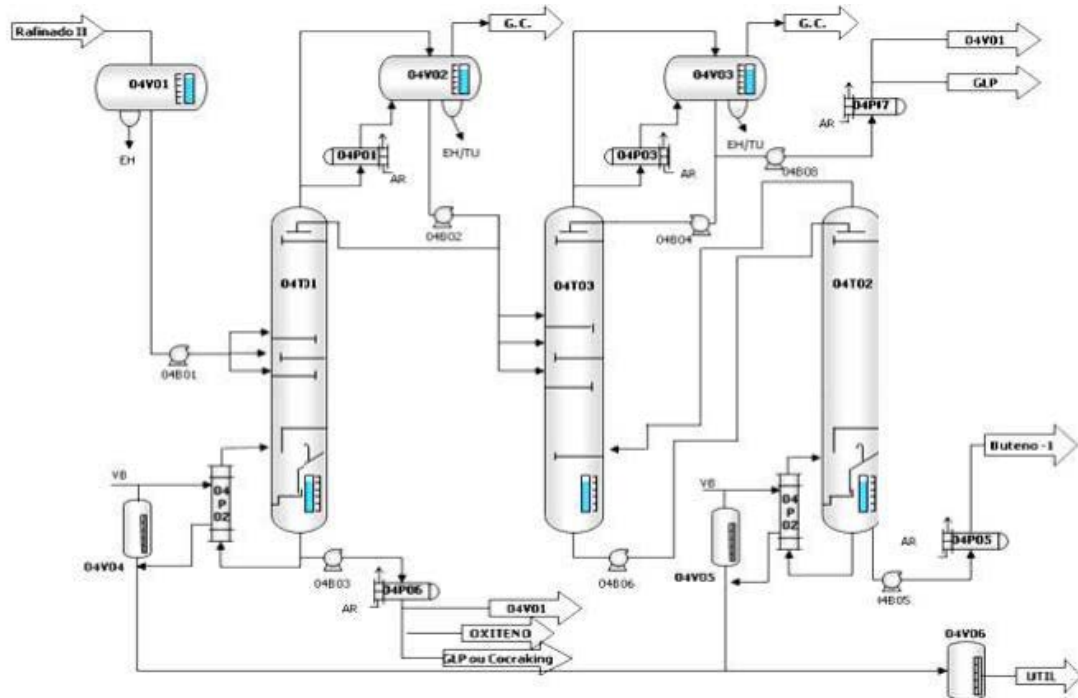 Rafinado II
04V01
EH
04B01
G.C.
04V02
EH/TU
04P01
AR
04B02
04T01
G.C.
04V03
EH/TU
04P03
AR
04B04
04B08
04T03
04V01
GLP
04P17
AR
04T02
VB
04
P
02
04V04
04B03
04P06
AR
04V01
OXITENO
GLP ou Cocraking
04B06
VB
04
P
02
04V05
Buteno -1
04P05
AR
04B05
04V06
UTIL